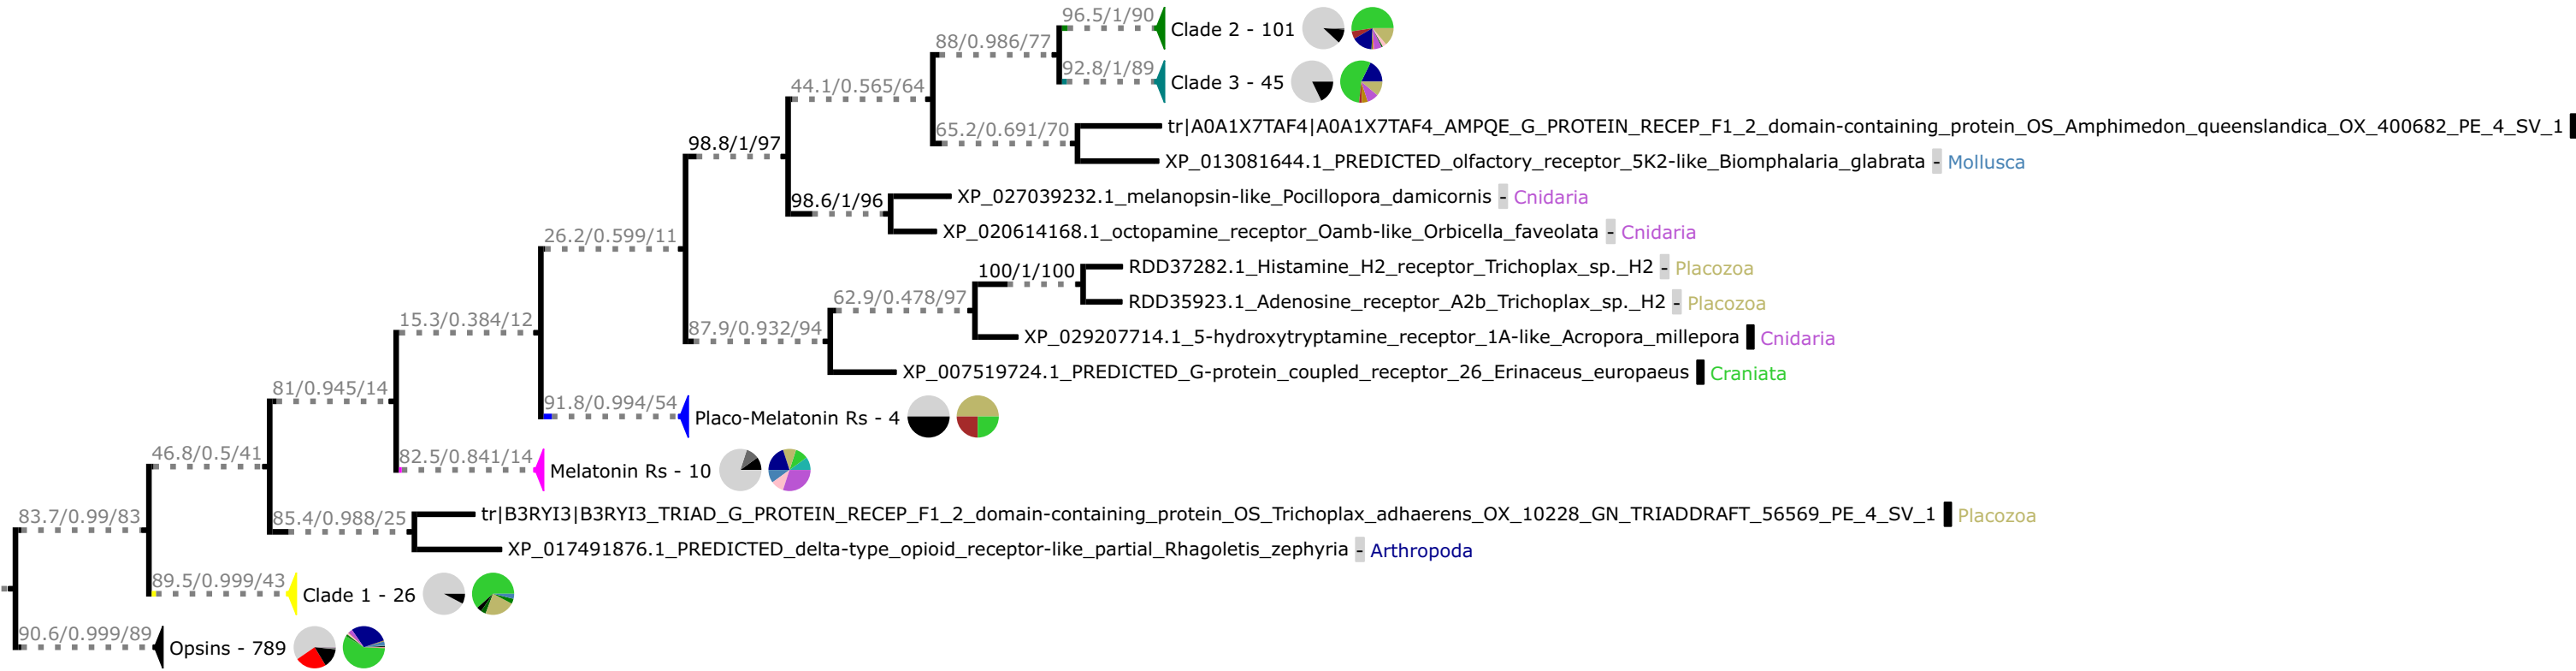 96.5/1/90
Clade 2 - 101
88/0.986/77
92.8/1/89
Clade 3 - 45
44.1/0.565/64
tr|A0A1X7TAF4|A0A1X7TAF4_AMPQE_G_PROTEIN_RECEP_F1_2_domain-containing_protein_OS_Amphimedon_queenslandica_OX_400682_PE_4_SV_1
65.2/0.691/70
98.8/1/97
XP_013081644.1_PREDICTED_olfactory_receptor_5K2-like_Biomphalaria_glabrata - Mollusca
98.6/1/96
XP_027039232.1_melanopsin-like_Pocillopora_damicornis - Cnidaria
XP_020614168.1_octopamine_receptor_Oamb-like_Orbicella_faveolata - Cnidaria
26.2/0.599/11
100/1/100
RDD37282.1_Histamine_H2_receptor_Trichoplax_sp._H2 - Placozoa
62.9/0.478/97
RDD35923.1_Adenosine_receptor_A2b_Trichoplax_sp._H2 - Placozoa
15.3/0.384/12
87.9/0.932/94
XP_029207714.1_5-hydroxytryptamine_receptor_1A-like_Acropora_millepora Cnidaria
XP_007519724.1_PREDICTED_G-protein_coupled_receptor_26_Erinaceus_europaeus Craniata
81/0.945/14
91.8/0.994/54
Placo-Melatonin Rs - 4
46.8/0.5/41
82.5/0.841/14
Melatonin Rs - 10
83.7/0.99/83
85.4/0.988/25
tr|B3RYI3|B3RYI3_TRIAD_G_PROTEIN_RECEP_F1_2_domain-containing_protein_OS_Trichoplax_adhaerens_OX_10228_GN_TRIADDRAFT_56569_PE_4_SV_1 Placozoa
XP_017491876.1_PREDICTED_delta-type_opioid_receptor-like_partial_Rhagoletis_zephyria - Arthropoda
89.5/0.999/43
Clade 1 - 26
90.6/0.999/89
Opsins - 789